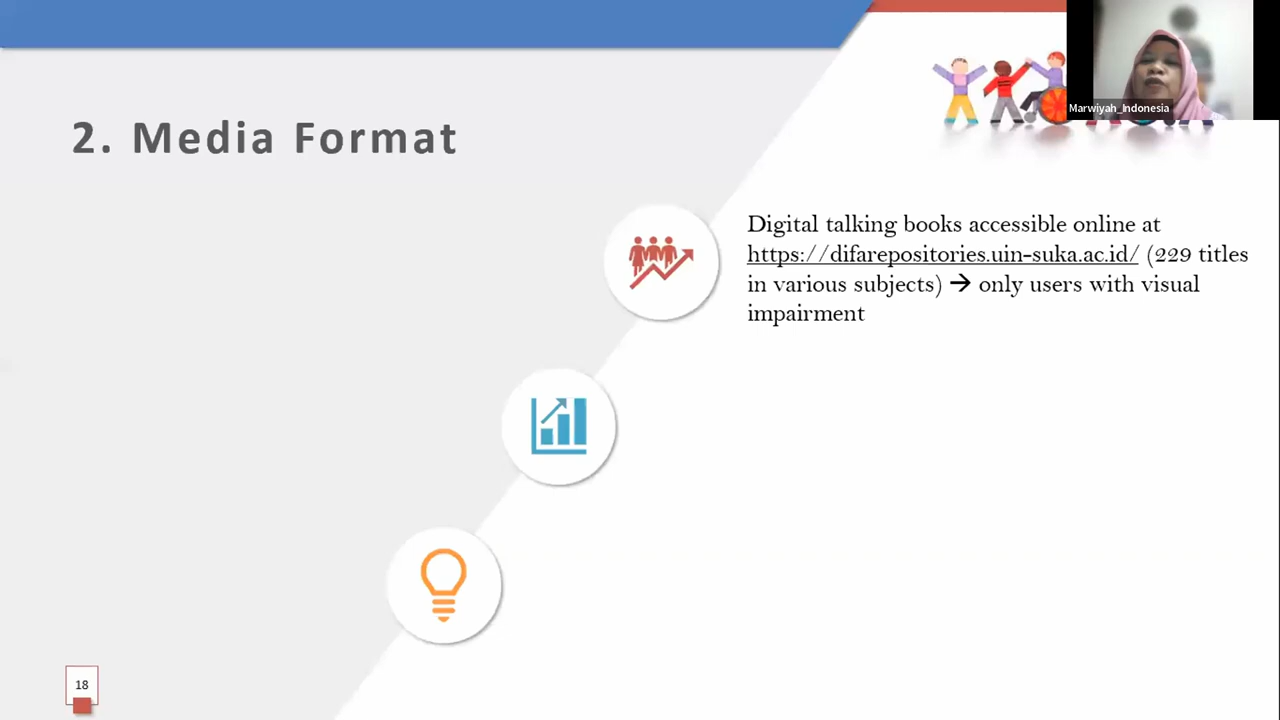 Marwiyah_Indonesia
2. Media Format
Digital talking books accessible online at
https://difarepositories.uin-suka.ac.id/ (229 titles
in various subjects) → only users with visual
impairment
18